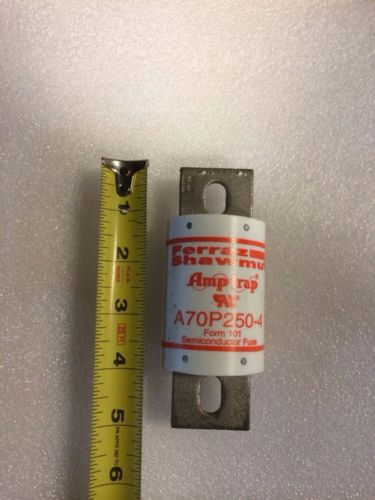 1
2
3
4
5
6
Ferraz
Shawmut
Amp-trap
A70P250-4
Form 101
Semiconductor Fuse